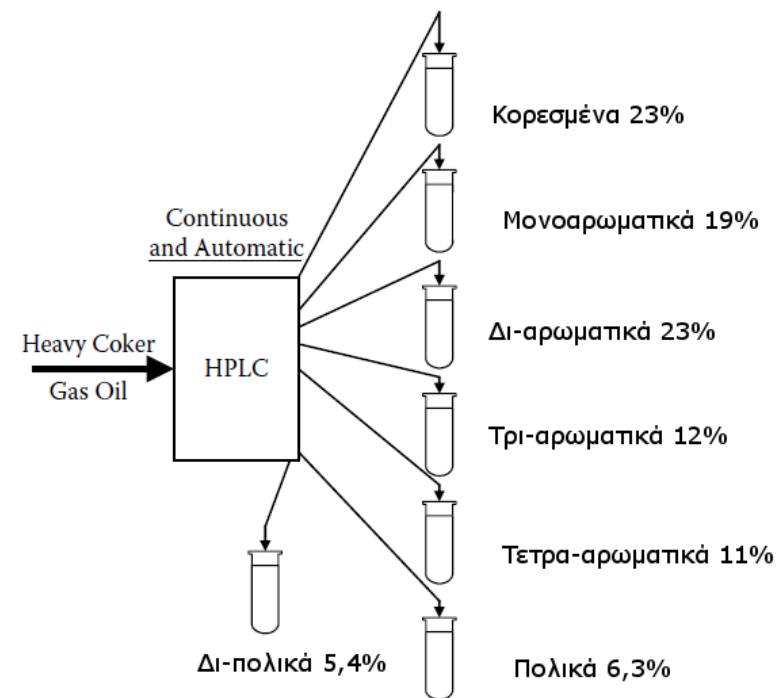 Κορεσμένα 23%
Μονοαρωματικά 19%
Continuous
and Automatic
Δι-αρωματικά 23%
Heavy Coker
HPLC
Gas Oil
Τρι-αρωματικά 12%
Τετρα-αρωματικά 11%
Δι-πολικά 5,4%
Πολικά 6,3%